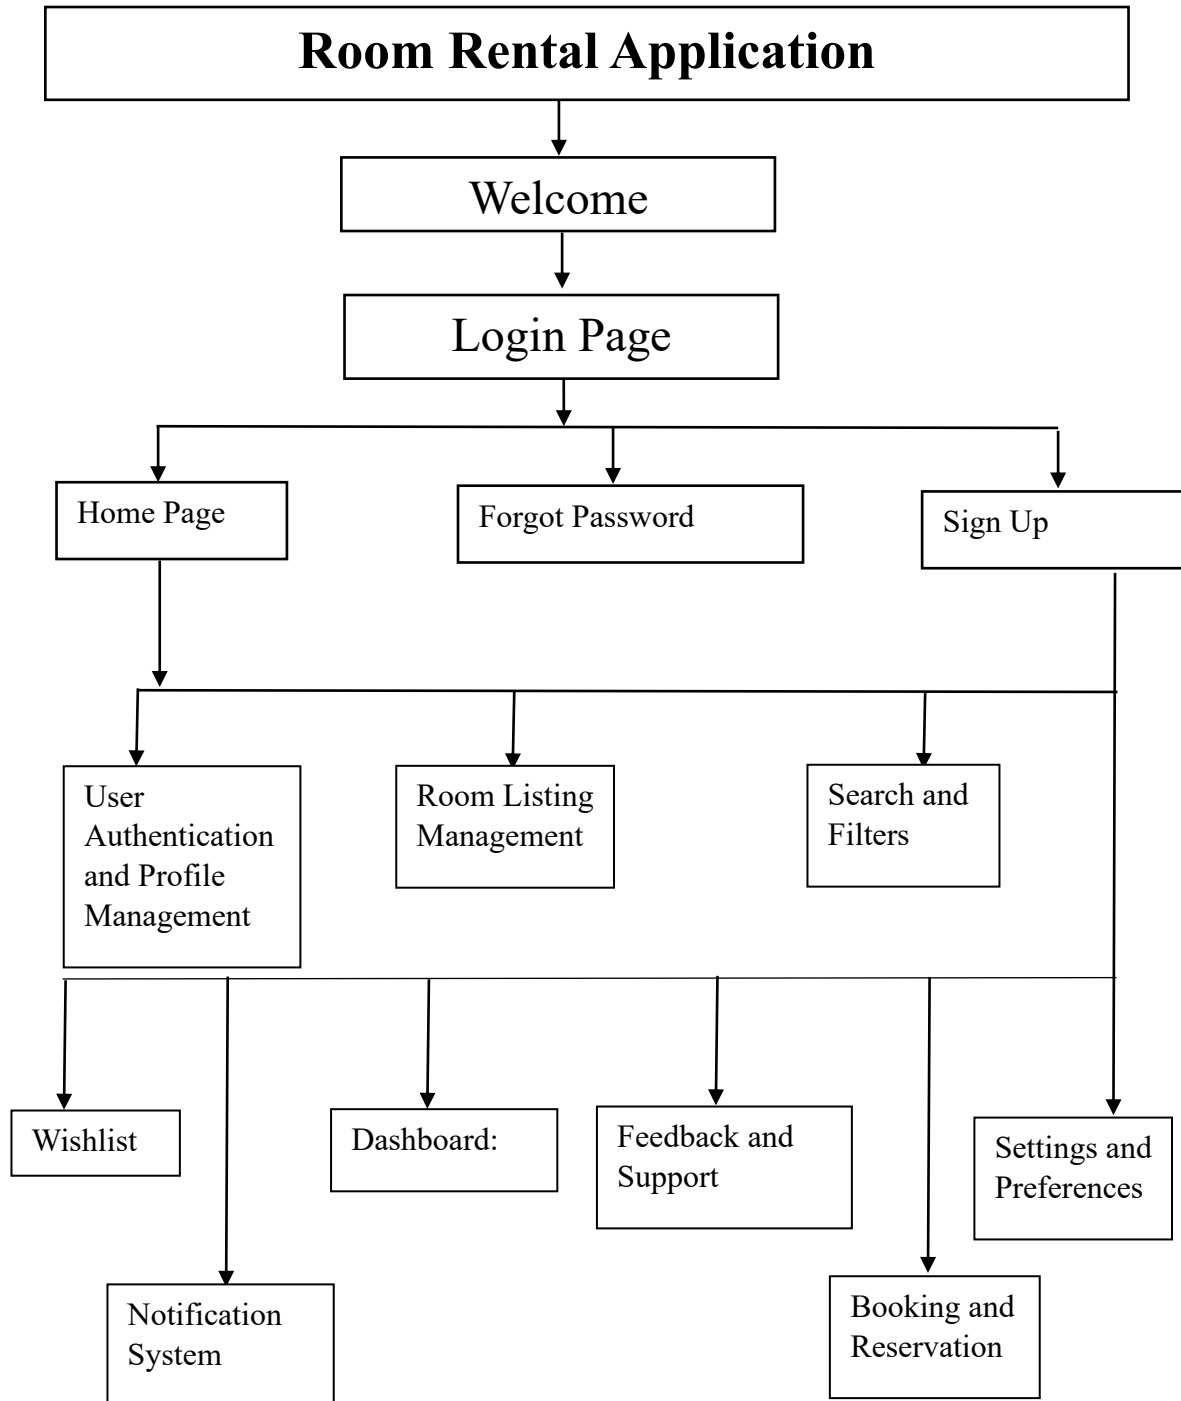 Room Rental Application
Welcome
Login Page
Home Page
Forgot Password
Sign Up
User
Authentication
and Profile
Management
Room Listing
Management
Search and
Filters
Wishlist
Dashboard:
Feedback and
Support
Settings and
Preferences
Notification
System
Booking and
Reservation